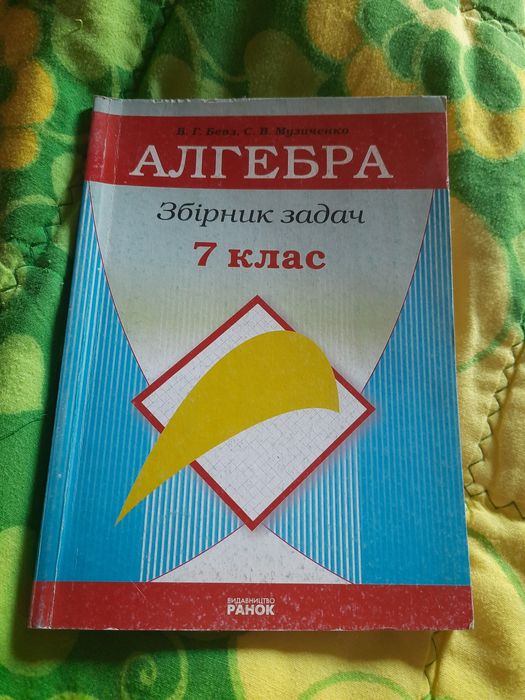 В. Г. Бевз, С. В. Музиченко
АЛГЕБРА
Збірник задач
7 клас
ВИДАВНИЦТВО
РАНОК